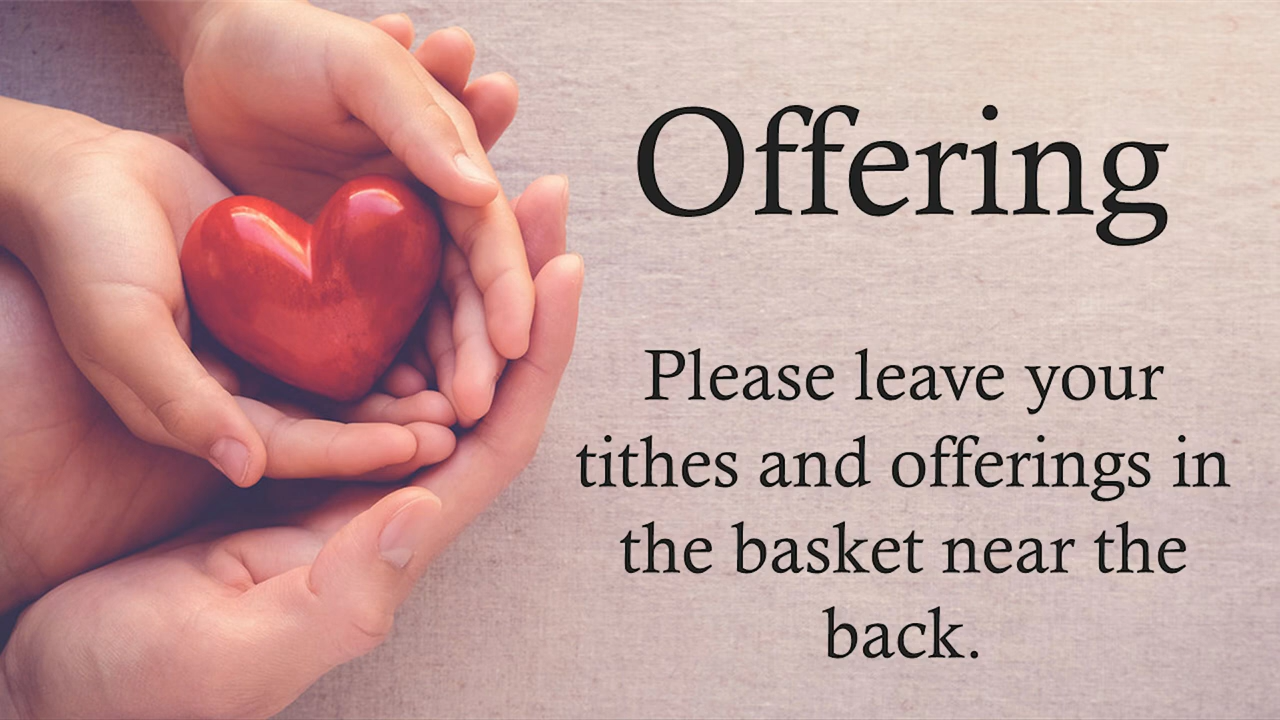 Offering
Please leave your
tithes and offerings in
the basket near the
back.